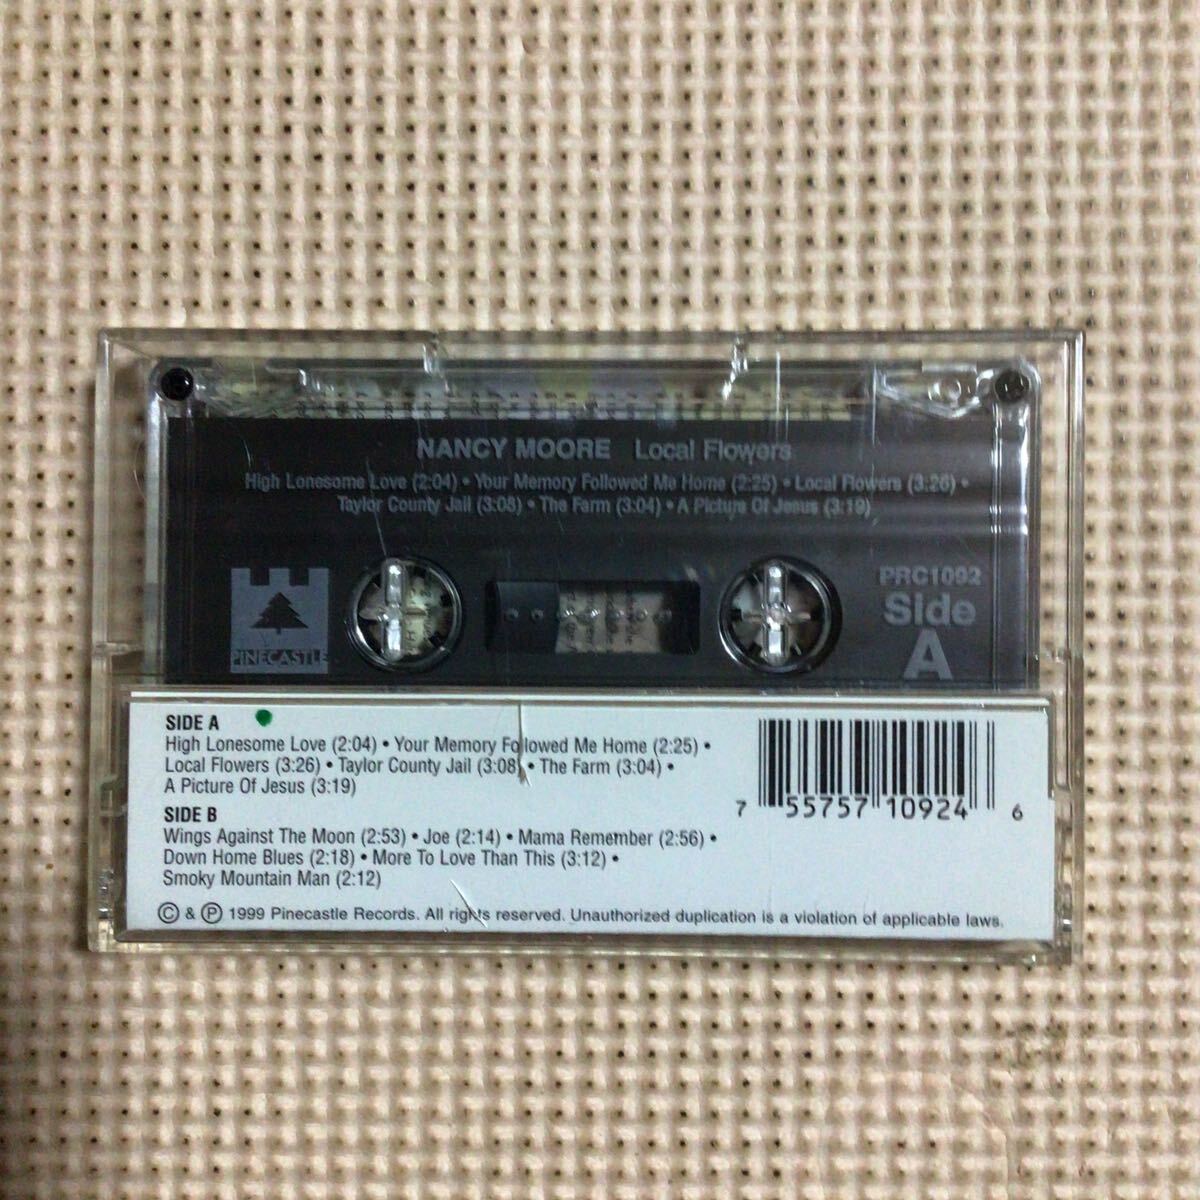 NANCY MOORE Local Flowers
High Lonesome Love (2:04) • Your Memory Followed Me Home (2:25) • Local Flowers (3:26) •
Taylor County Jail (3:08) • The Farm (3:04) • A Picture Of Jesus (3:19)
PINECASTLE
PRC1092
Side
A
SIDE A
High Lonesome Love (2:04) • Your Memory Followed Me Home (2:25) •
Local Flowers (3:26) • Taylor County Jail (3:08) • The Farm (3:04) •
A Picture Of Jesus (3:19)
SIDE B
Wings Against The Moon (2:53) • Joe (2:14) • Mama Remember (2:56) •
Down Home Blues (2:18) • More To Love Than This (3:12) •
Smoky Mountain Man (2:12)
7 55757 10924 6
© & ℗ 1999 Pinecastle Records. All rights reserved. Unauthorized duplication is a violation of applicable laws.